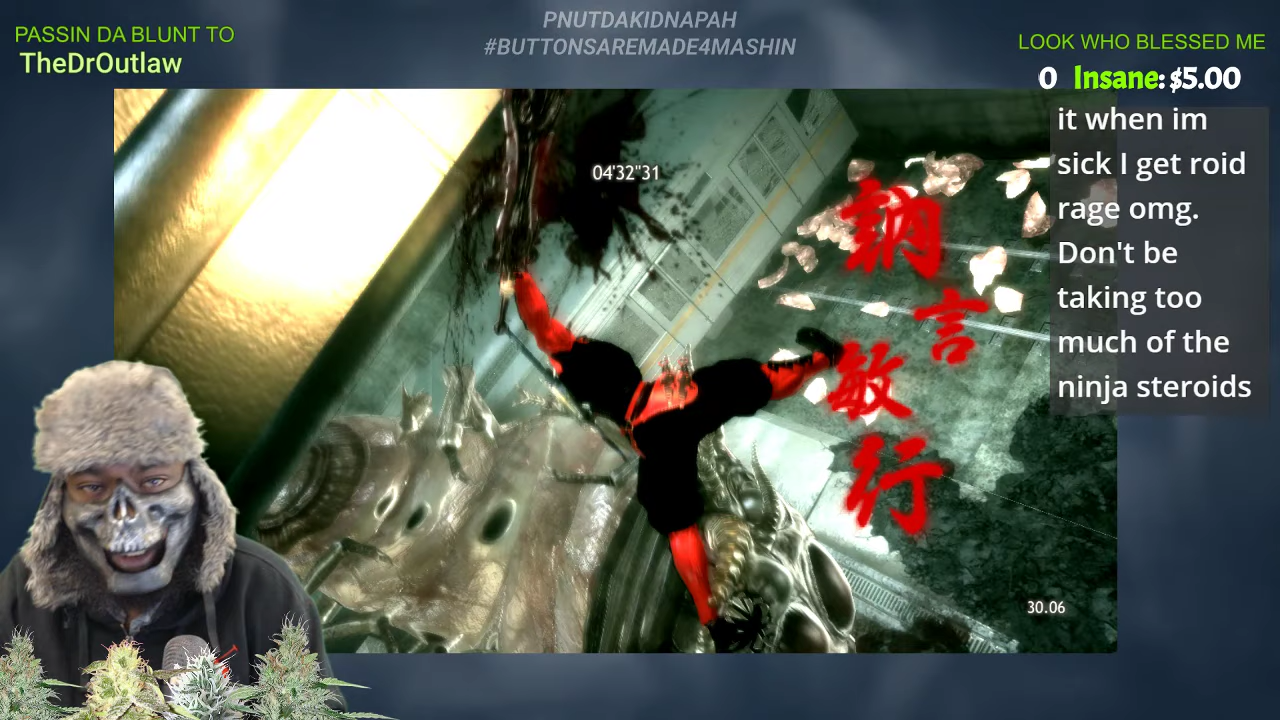 PNUTDAKIDNAPAH
#BUTTONSAREMADE4MASHIN
PASSIN DA BLUNT TO
TheDrOutlaw
LOOK WHO BLESSED ME
0 Insane: $5.00
it when im
sick I get roid
rage omg.
Don't be
taking too
much of the
ninja steroids
04'32"31
訥言敏行
30.06